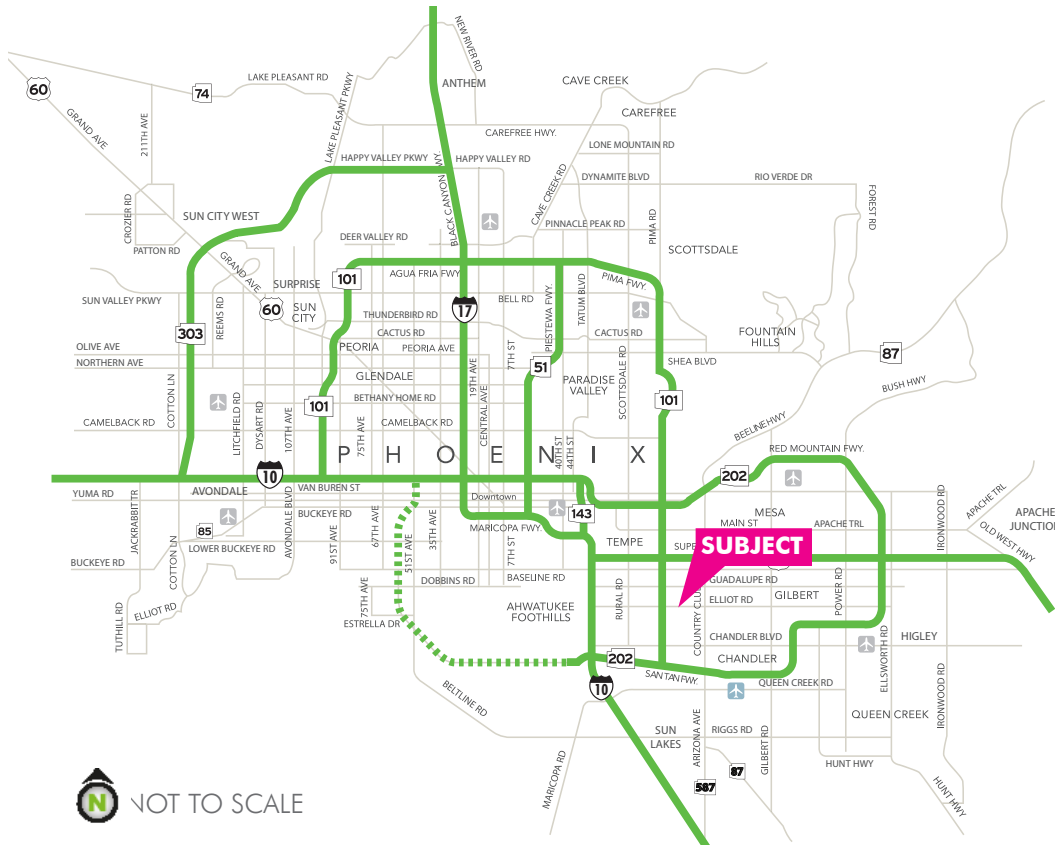 NEW RIVER RD
60
LAKE PLEASANT RD
74
ANTHEM
CAVE CREEK
CAREFREE
GRAND AVE
211TH AVE
LAKE PLEASANT PKWY
CAREFREE HWY.
LONE MOUNTAIN RD
HAPPY VALLEY PKWY
HAPPY VALLEY RD
BLACK CANYON
WY.
CAVE CREEK RD
DYNAMITE BLVD
RIO VERDE DR
FOREST RD
CROZIER RD
SUN CITY WEST
PINNACLE PEAK RD
PIMA RD
PATTON RD
DEER VALLEY RD
SCOTTSDALE
GRAND AVE
AGUA FRIA FWY.
101
PIMA FWY.
SURPRISE
SUN VALLEY PKWY
REEMS RD
60
SUN
CITY
17
BELL RD
PIESTEWA FWY.
TATUM BLVD
THUNDERBIRD RD
303
CACTUS RD
CACTUS RD
FOUNTAIN
HILLS
OLIVE AVE
PEORIA
PEORIA AVE
7TH ST
87
NORTHERN AVE
SHEA BLVD
51
GLENDALE
19TH AVE
PARADISE
VALLEY
SCOTTSDALE RD
BUSH HWY
COTTON LN
LITCHFIELD RD
DYSART RD
107TH AVE
101
BETHANY HOME RD
CENTRAL AVE
101
CAMELBACK RD
75TH AVE
CAMELBACK RD
40TH ST
44TH ST
BEELINE HWY
PHOENIX
RED MOUNTAIN FWY.
10
202
YUMA RD
AVONDALE
VAN BUREN ST
Downtown
JACKRABBIT TR
AVONDALE BLVD
BUCKEYE RD
143
MESA
IRONWOOD RD
APACHE TRL
85
91ST AVE
67TH AVE
51ST AVE
35TH AVE
MARICOPA FWY.
7TH ST
MAIN ST
APACHE TRL
APACHE
JUNCTION
OLD WEST HWY
LOWER BUCKEYE RD
TEMPE
SUPE
SUBJECT
BUCKEYE RD
COTTON LN
DOBBINS RD
BASELINE RD
GUADALUPE RD
75TH AVE
RURAL RD
COUNTRY CLU
ELLIOT RD
GILBERT
POWER RD
TUTHILL RD
ELLIOT RD
AHWATUKEE
FOOTHILLS
ESTRELLA DR
CHANDLER BLVD
HIGLEY
ELLSWORTH RD
202
CHANDLER
IRONWOOD RD
SANTAN FWY.
10
QUEEN CREEK RD
BELTLINE RD
QUEEN CREEK
ARIZONA AVE
GILBERT RD
SUN
LAKES
RIGGS RD
MARICOPA RD
HUNT HWY
87
587
HUNT HWY
N
NOT TO SCALE